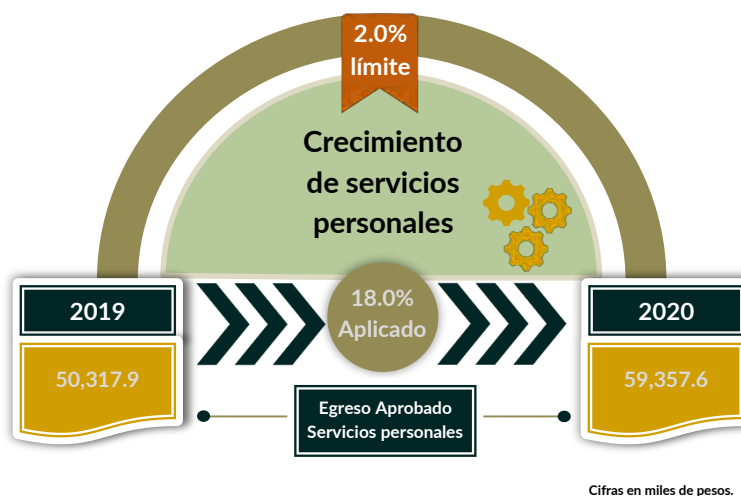 2.0%
límite
Crecimiento
de servicios
personales
2019
18.0%
Aplicado
2020
50,317.9
59,357.6
Egreso Aprobado
Servicios personales
Cifras en miles de pesos.